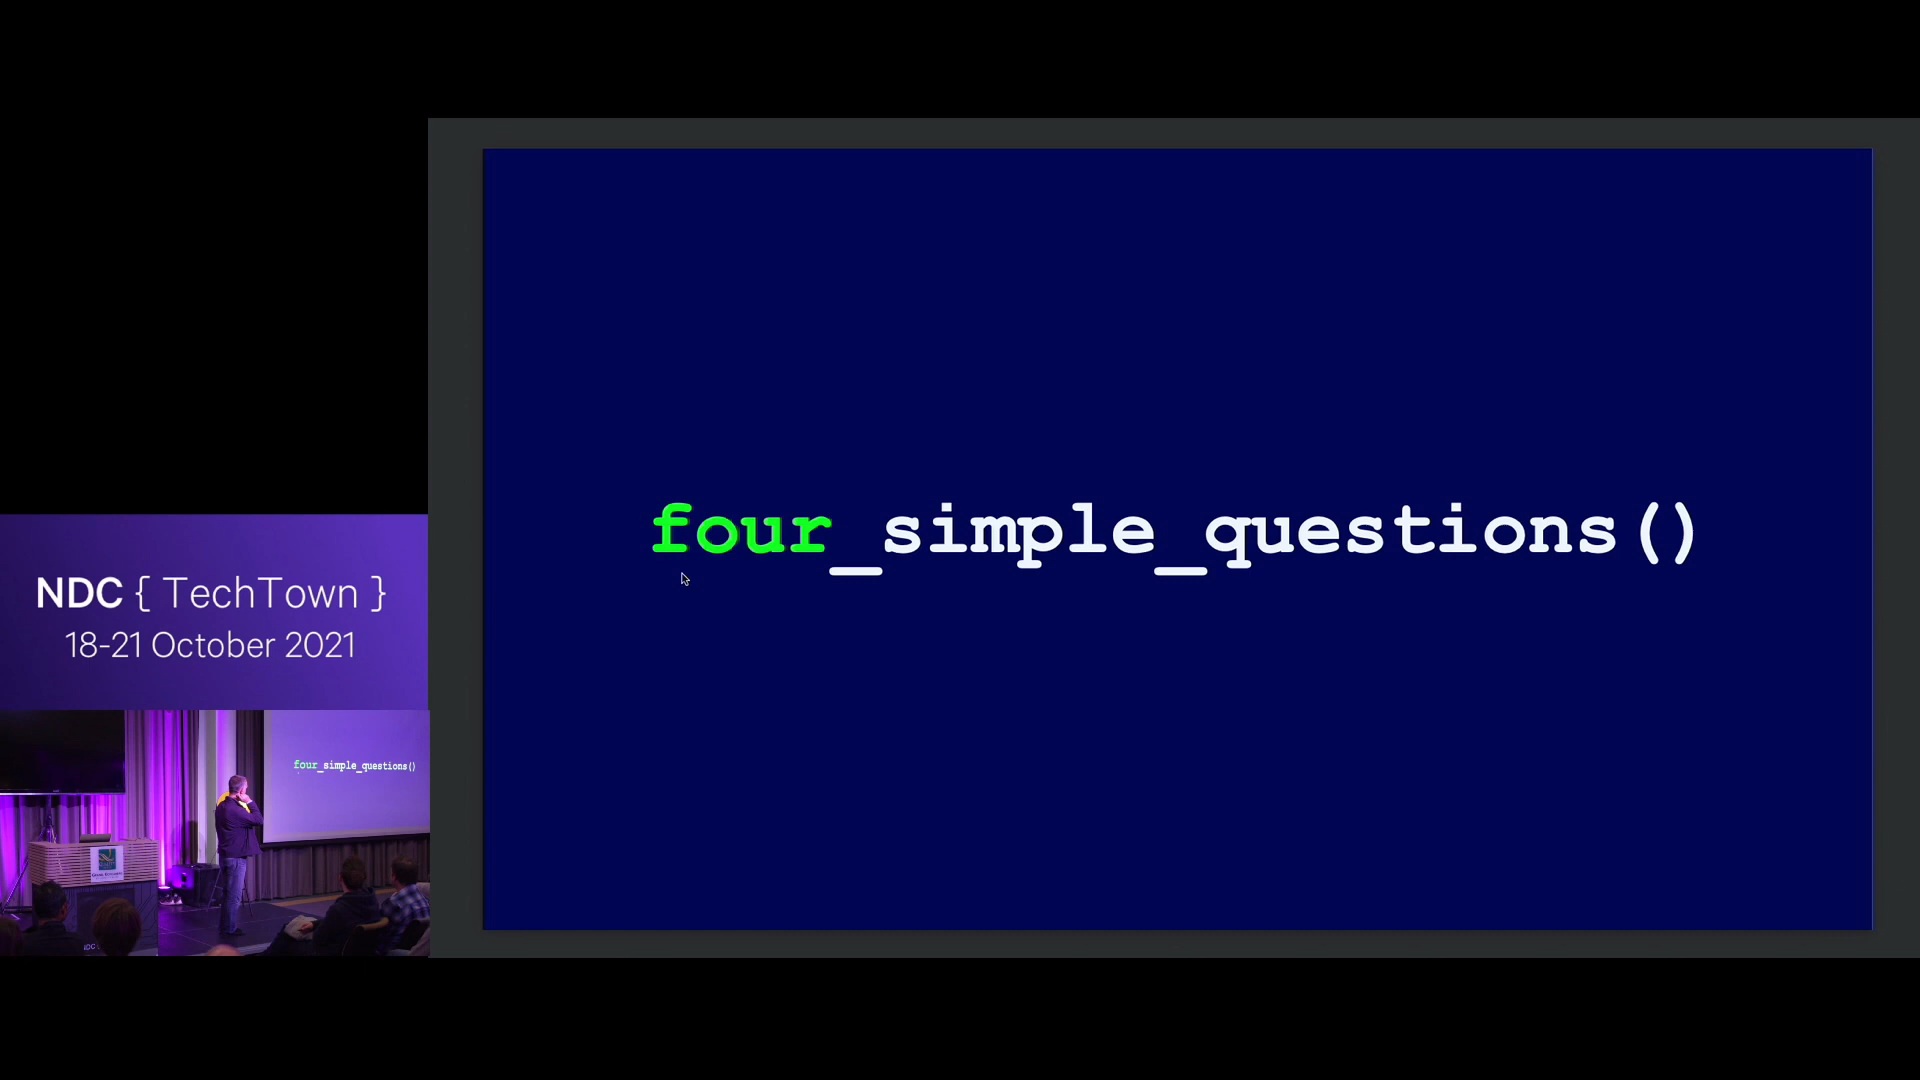 four_simple_questions()
NDC { TechTown }
18-21 October 2021
four_simple_questions()